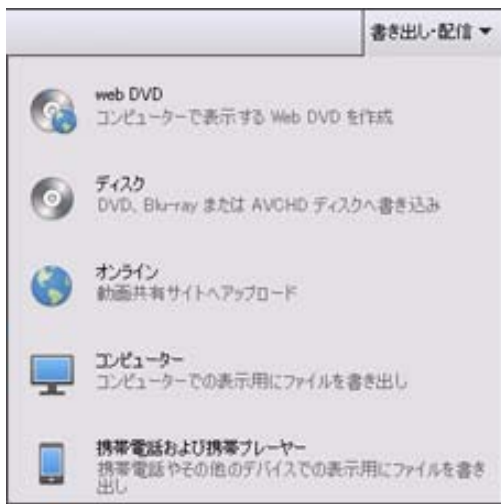 書き出し・配信 ▼
web DVD
コンピューターで表示する Web DVD を作成
ディスク
DVD、Blu-ray または AVCHD ディスクへ書き込み
オンライン
動画共有サイトへアップロード
コンピューター
コンピューターでの表示用にファイルを書き出し
携帯電話および携帯プレーヤー
携帯電話やその他のデバイスでの表示用にファイルを書き
出し